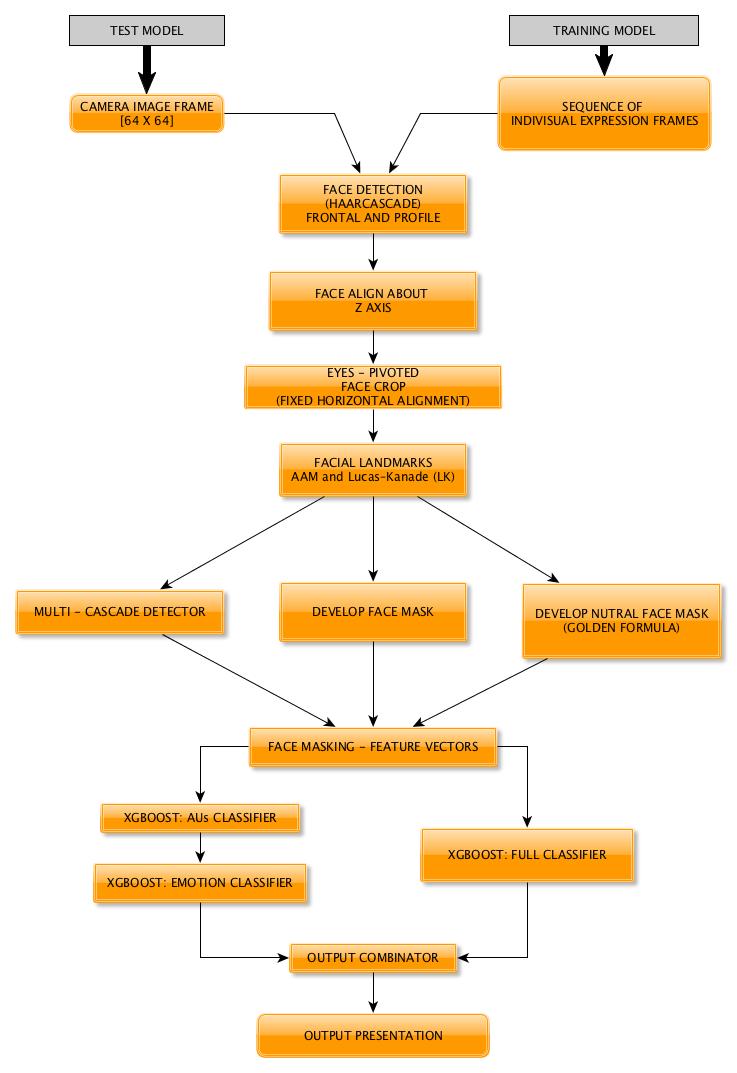 TEST MODEL
TRAINING MODEL
CAMERA IMAGE FRAME
[64 X 64]
SEQUENCE OF
INDIVISUAL EXPRESSION FRAMES
FACE DETECTION
(HAARCASCADE)
FRONTAL AND PROFILE
FACE ALIGN ABOUT
Z AXIS
EYES - PIVOTED
FACE CROP
(FIXED HORIZONTAL ALIGNMENT)
FACIAL LANDMARKS
AAM and Lucas-Kanade (LK)
MULTI - CASCADE DETECTOR
DEVELOP FACE MASK
DEVELOP NUTRAL FACE MASK
(GOLDEN FORMULA)
FACE MASKING - FEATURE VECTORS
XGBOOST: AUs CLASSIFIER
XGBOOST: FULL CLASSIFIER
XGBOOST: EMOTION CLASSIFIER
OUTPUT COMBINATOR
OUTPUT PRESENTATION